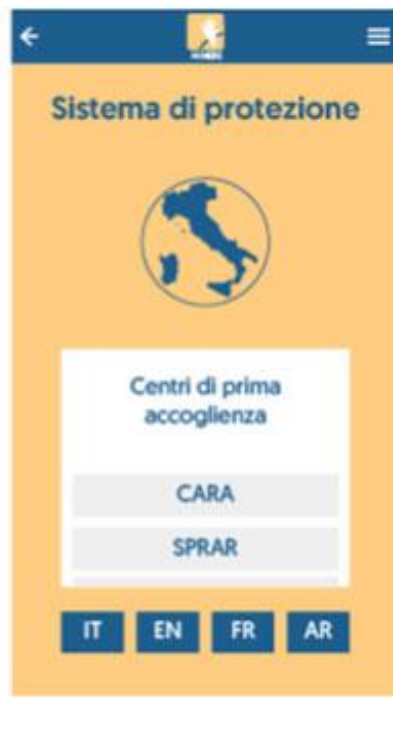 Sistema di protezione
Centri di prima
accoglienza
CARA
SPRAR
IT
EN
FR
AR